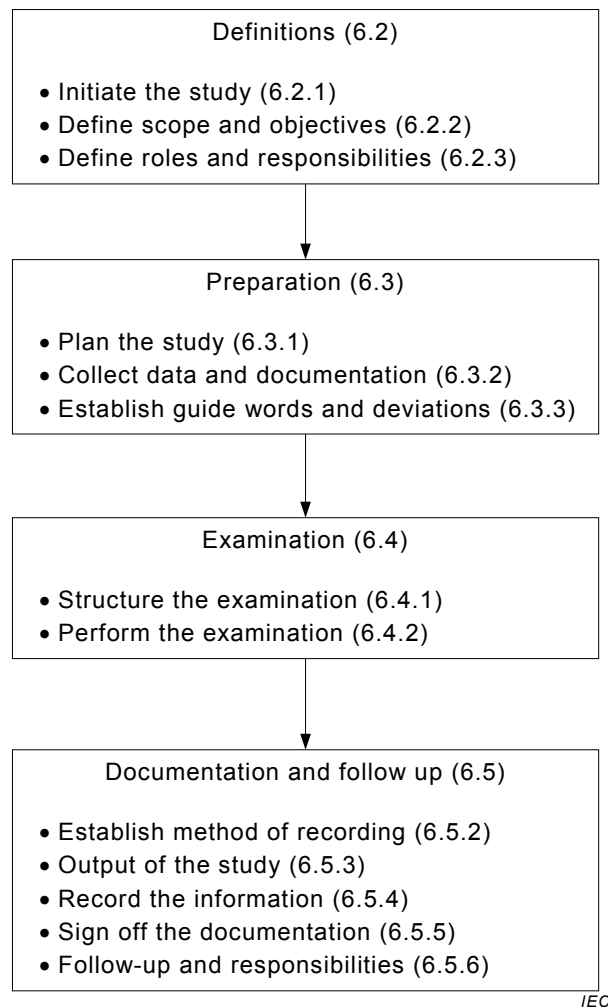 Definitions (6.2)
• Initiate the study (6.2.1)
• Define scope and objectives (6.2.2)
• Define roles and responsibilities (6.2.3)
Preparation (6.3)
• Plan the study (6.3.1)
• Collect data and documentation (6.3.2)
• Establish guide words and deviations (6.3.3)
Examination (6.4)
• Structure the examination (6.4.1)
• Perform the examination (6.4.2)
Documentation and follow up (6.5)
• Establish method of recording (6.5.2)
• Output of the study (6.5.3)
• Record the information (6.5.4)
• Sign off the documentation (6.5.5)
• Follow-up and responsibilities (6.5.6)
IEC